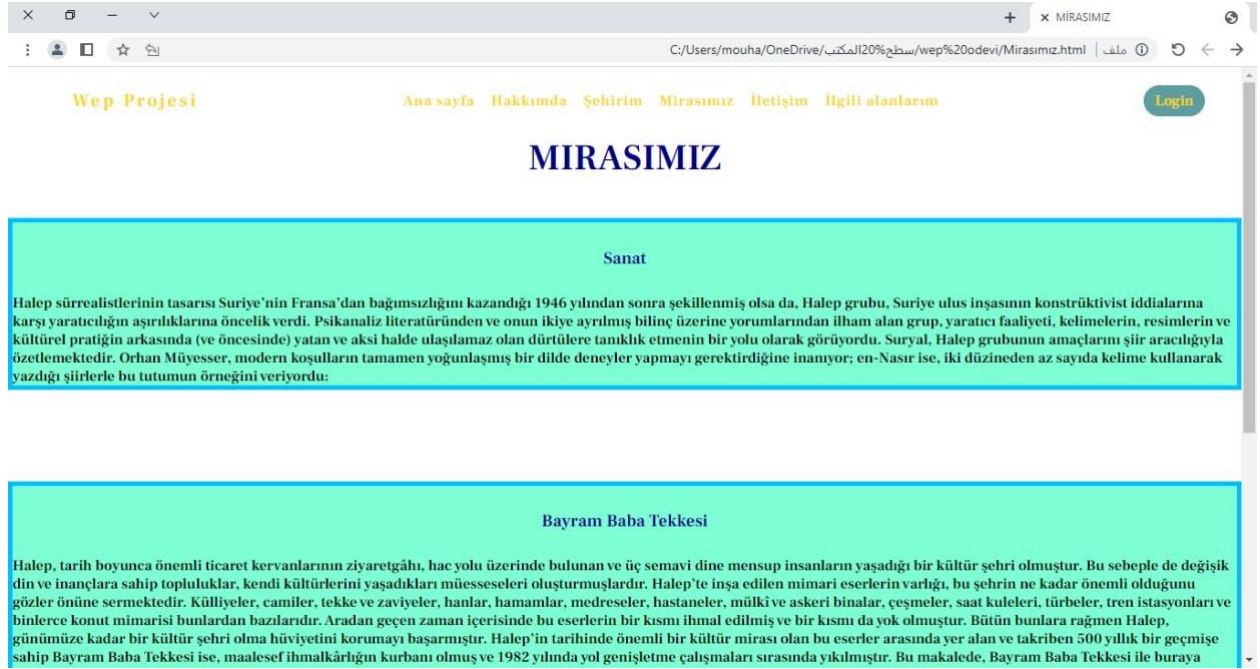 MİRASIMIZ
C:/Users/mouha/OneDrive/سطح%20المكتب/wep%20odevi/Mirasımız.html | ملف
Wep Projesi
Ana sayfa Hakkımda Şehirim Mirasımız İletişim İlgili alanlarım
Login
MIRASIMIZ
Sanat
Halep sürrealistlerinin tasarısı Suriye'nin Fransa'dan bağımsızlığını kazandığı 1946 yılından sonra şekillenmiş olsa da, Halep grubu, Suriye ulus inşasının konstrüktivist iddialarına
karşı yaratıcılığın aşırılıklarına öncelik verdi. Psikanaliz literatüründen ve onun ikiye ayrılmış bilinç üzerine yorumlarından ilham alan grup, yaratıcı faaliyeti, kelimelerin, resimlerin ve
kültürel pratiğin arkasında (ve öncesinde) yatan ve aksi halde ulaşılamaz olan dürtülere tanıklık etmenin bir yolu olarak görüyordu. Suryal, Halep grubunun amaçlarını şiir aracılığıyla
özetlemektedir. Orhan Müyesser, modern koşulların tamamen yoğunlaşmış bir dilde deneyler yapmayı gerektirdiğine inanıyor; en-Nasır ise, iki düzineden az sayıda kelime kullanarak
yazdığı şiirlerle bu tutumun örneğini veriyordu:
Bayram Baba Tekkesi
Halep, tarih boyunca önemli ticaret kervanlarının ziyaretgâhı, hac yolu üzerinde bulunan ve üç semavi dine mensup insanların yaşadığı bir kültür şehri olmuştur. Bu sebeple de değişik
din ve inançlara sahip topluluklar, kendi kültürlerini yaşadıkları müesseseleri oluşturmuşlardır. Halep'te inşa edilen mimari eserlerin varlığı, bu şehrin ne kadar önemli olduğunu
gözler önüne sermektedir. Külliyeler, camiler, tekke ve zaviyeler, hanlar, hamamlar, medreseler, hastaneler, mülkî ve askeri binalar, çeşmeler, saat kuleleri, türbeler, tren istasyonları ve
binlerce konut mimarisi bunlardan bazılarıdır. Aradan geçen zaman içerisinde bu eserlerin bir kısmı ihmal edilmiş ve bir kısmı da yok olmuştur. Bütün bunlara rağmen Halep,
günümüze kadar bir kültür şehri olma hüviyetini korumayı başarmıştır. Halep'in tarihinde önemli bir kültür mirası olan bu eserler arasında yer alan ve takriben 500 yıllık bir geçmişe
sahip Bayram Baba Tekkesi ise, maalesef ihmalkârlığın kurbanı olmuş ve 1982 yılında yol genişletme çalışmaları sırasında yıkılmıştır. Bu makalede, Bayram Baba Tekkesi ile buraya